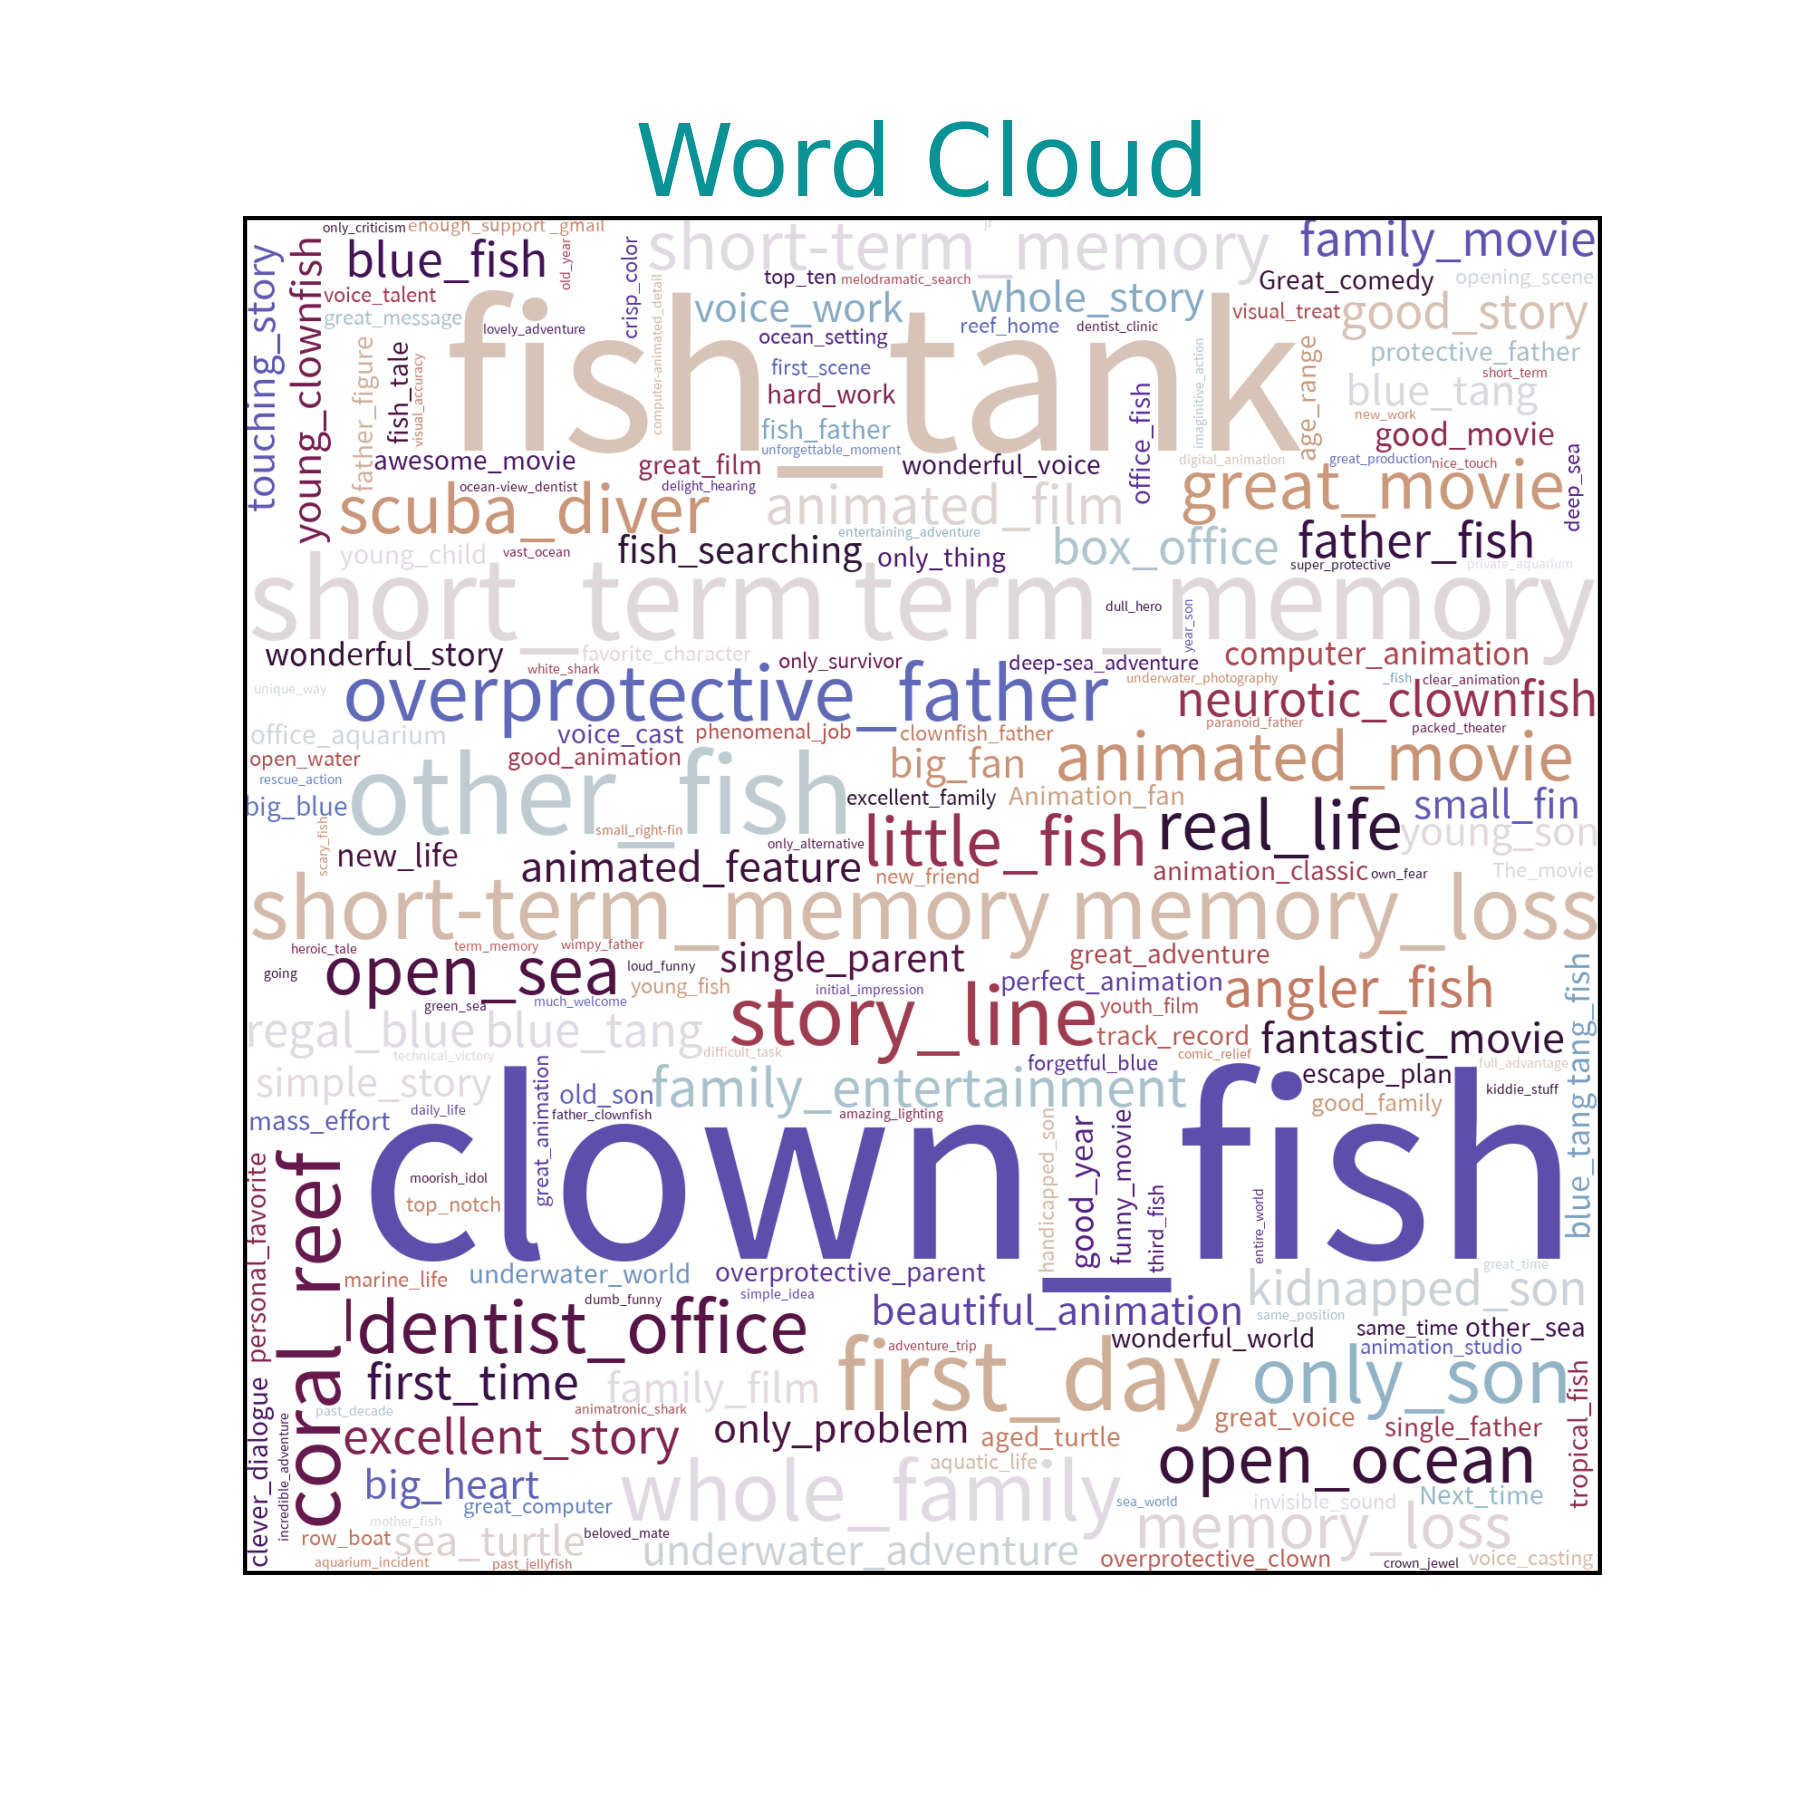 Word Cloud
only_criticism enough_support _gmail
short-term_memory
jr
family_movie
blue_fish
old_year
crisp_color
touching_story
young_clownfish
top_ten melodramatic_search
Great_comedy opening_scene
voice_talent
great_message
lovely_adventure
computer-animated_detail
fish_tank
voice_work
whole_story
visual_treat good_story
ocean_setting
reef_home dentist_clinic
father_figure
fish_tale
visual_accuracy
first_scene
hard_work
fish_father
unforgettable_moment
office_fish
imaginitive_action
age_range
protective_father
short_term
blue_tang
new_work
good_movie
awesome_movie
great_film
wonderful_voice
digital_animation
great_production nice_touch
deep_sea
ocean-view_dentist
delight_hearing
scuba_diver
animated_film
great_movie
entertaining_adventure
young_child vast_ocean
fish_searching only_thing
box_office
father_fish
super_protective
private_aquarium
short_term term_memory
dull_hero
year_son
wonderful_story
favorite_character
white_shark
only_survivor
deep-sea_adventure
computer_animation
unique_way
overprotective_father
underwater_photography
_fish clear_animation
neurotic_clownfish
paranoid_father
packed_theater
office_aquarium
voice_cast phenomenal_job
clownfish_father
open_water
good_animation
big_fan
animated_movie
rescue_action
other_fish
big_blue
excellent_family Animation_fan
small_fin
scary_fish
small_right-fin
little_fish real_life young_son
only_alternative
new_life
animated_feature
new_friend
animation_classic own_fear
The_movie
short-term_memory memory_loss
heroic_tale
term_memory
wimpy_father
going
open_sea
loud_funny
single_parent
great_adventure
young_fish
initial_impression
perfect_animation
angler_fish
green_sea
much_welcome
blue_tang tang_fish
regal_blue blue_tang
story_line
youth_film
track_record
fantastic_movie
technical_victory
difficult_task
forgetful_blue
comic_relief
full_advantage
simple_story
great_animation
old_son
family_entertainment
escape_plan
kiddie_stuff
mass_effort
daily_life
father_clownfish
amazing_lighting
good_family
clown_fish
handicapped_son
good_year
funny_movie
third_fish
entire_world
moorish_idol
top_notch
personal_favorite
coral_reef
marine_life
underwater_world
overprotective_parent
great_time
simple_idea
kidnapped_son
dentist_office
dumb_funny
beautiful_animation
same_position
adventure_trip
wonderful_world
same_time other_sea
animation_studio
first_time
family_film
first_day
only_son
tropical_fish
past_decade
animatronic_shark
clever_dialogue
incredible_adventure
excellent_story
only_problem
aged_turtle
great_voice
single_father
aquatic_life
open_ocean
big_heart
great_computer
whole_family
sea_world
invisible_sound
Next_time
mother_fish
row_boat
sea_turtle
beloved_mate
underwater_adventure
memory_loss
aquarium_incident
past_jellyfish
overprotective_clown
crown_jewel
voice_casting